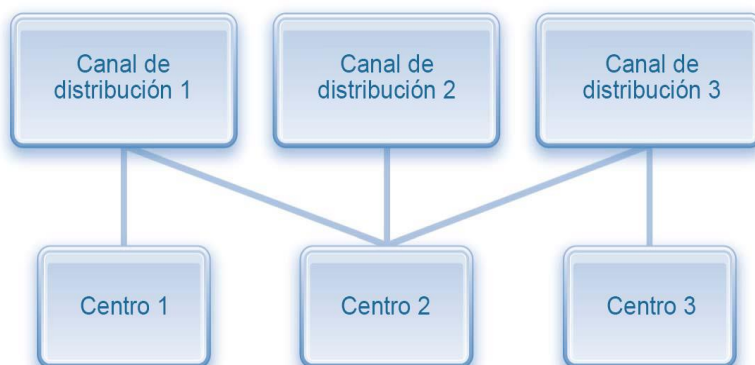 Canal de
distribución 1
Canal de
distribución 2
Canal de
distribución 3
Centro 1
Centro 2
Centro 3